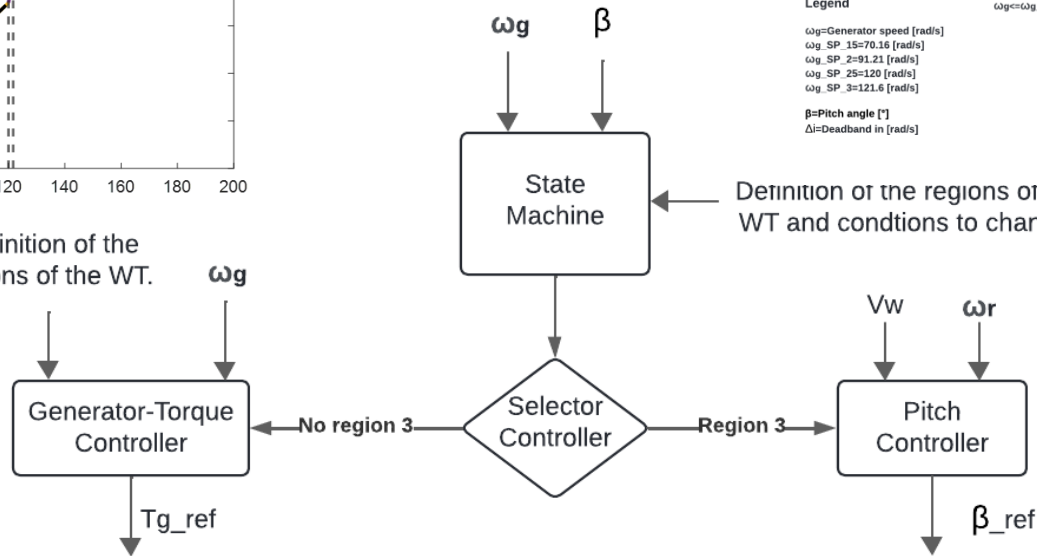 ωg
β
Legend
ωg<=ωg
ωg=Generator speed [rad/s]
ωg_SP_15=70.16 [rad/s]
ωg_SP_2=91.21 [rad/s]
ωg_SP_25=120 [rad/s]
ωg_SP_3=121.6 [rad/s]
β=Pitch angle [°]
Δi=Deadband in [rad/s]
120 140 160 180 200
State
Machine
Definition of the regions of
WT and condtions to char
inition of the
ns of the WT.
ωg
Vw
ωr
Generator-Torque
Controller
No region 3
Selector
Controller
Region 3
Pitch
Controller
Tg_ref
β_ref